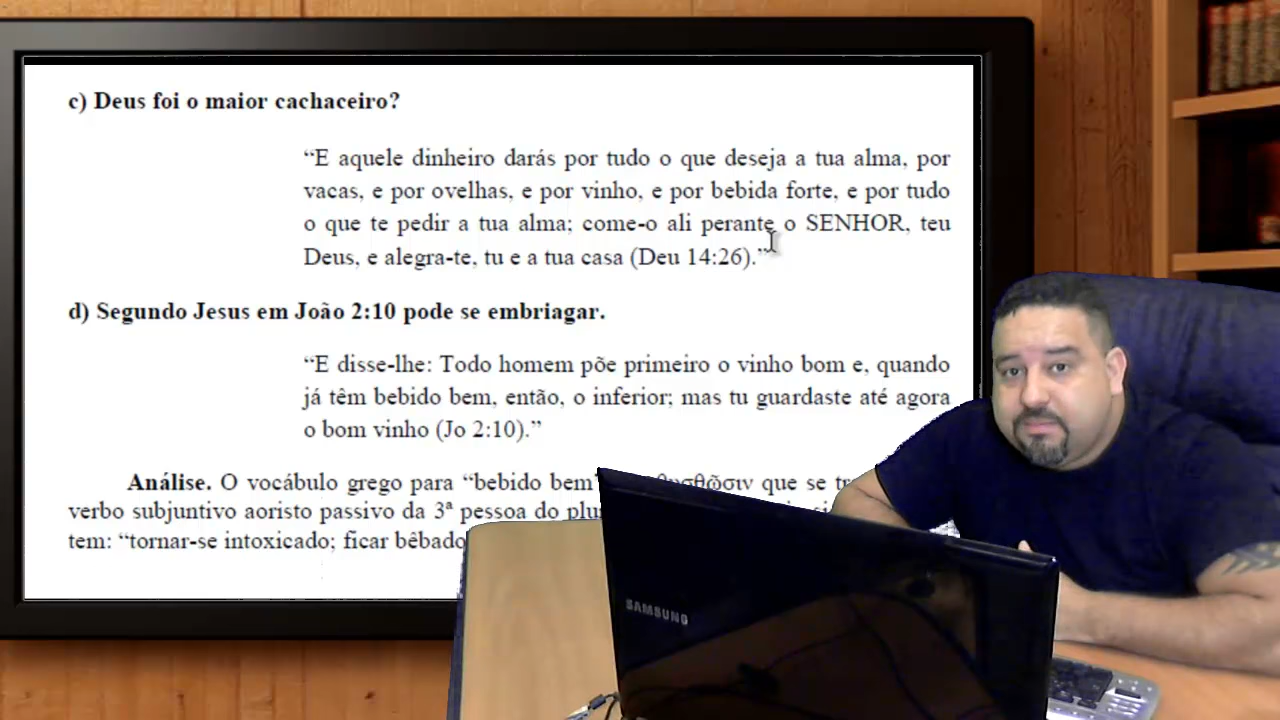 c) Deus foi o maior cachaceiro?
“E aquele dinheiro darás por tudo o que deseja a tua alma, por
vacas, e por ovelhas, e por vinho, e por bebida forte, e por tudo
o que te pedir a tua alma; come-o ali perante o SENHOR, teu
Deus, e alegra-te, tu e a tua casa (Deu 14:26).”
d) Segundo Jesus em João 2:10 pode se embriagar.
“E disse-lhe: Todo homem põe primeiro o vinho bom e, quando
já têm bebido bem, então, o inferior; mas tu guardaste até agora
o bom vinho (Jo 2:10).”
Análise. O vocábulo grego para “bebido bem” que se
verbo subjuntivo aoristo passivo da 3ª pessoa do
tem: “tornar-se intoxicado; ficar bêbado
SAMSUNG